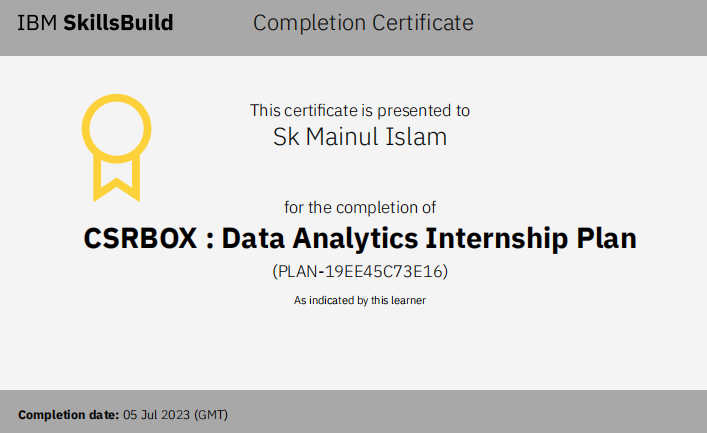 IBM SkillsBuild Completion Certificate
This certificate is presented to
Sk Mainul Islam
for the completion of
CSRBOX : Data Analytics Internship Plan
(PLAN-19EE45C73E16)
As indicated by this learner
Completion date: 05 Jul 2023 (GMT)